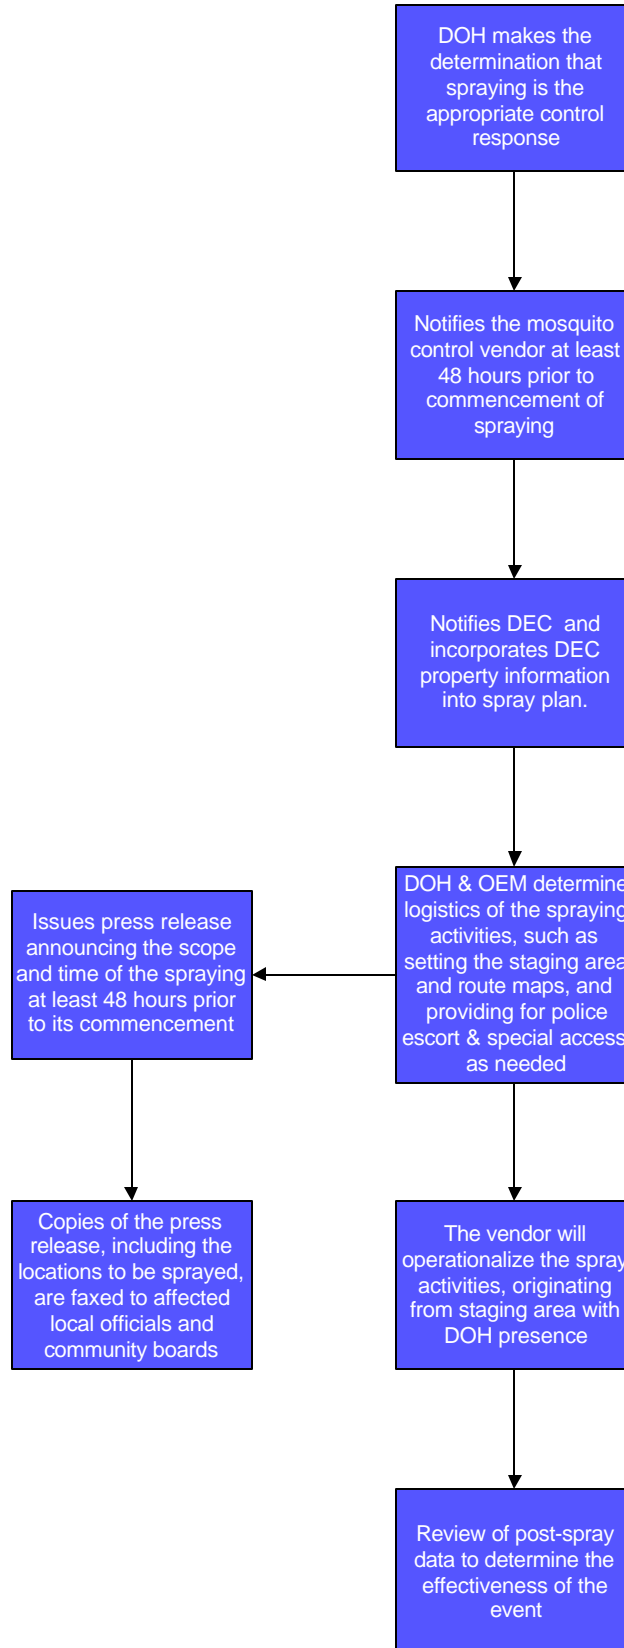 DOH makes the
determination that
spraying is the
appropriate control
response
Notifies the mosquito
control vendor at least
48 hours prior to
commencement of
spraying
Notifies DEC and
incorporates DEC
property information
into spray plan.
DOH & OEM determine
logistics of the spraying
activities, such as
setting the staging area
and route maps, and
providing for police
escort & special access
as needed
Issues press release
announcing the scope
and time of the spraying
at least 48 hours prior
to its commencement
Copies of the press
release, including the
locations to be sprayed,
are faxed to affected
local officials and
community boards
The vendor will
operationalize the spray
activities, originating
from staging area with
DOH presence
Review of post-spray
data to determine the
effectiveness of the
event